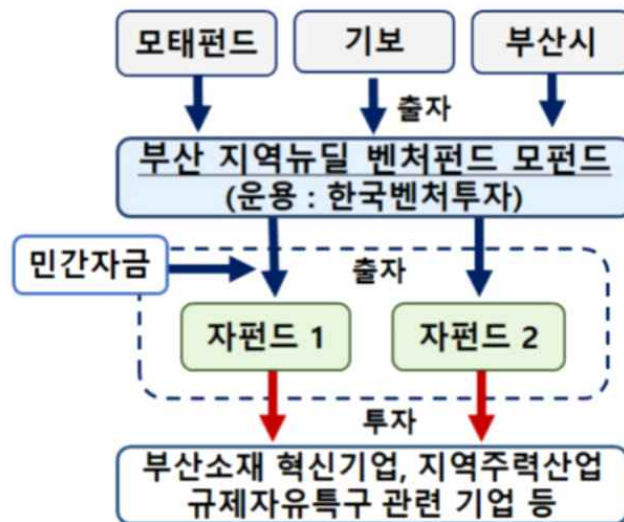 모태펀드
기보
부산시
출자
부산 지역뉴딜 벤처펀드 모펀드
(운용 : 한국벤처투자)
민간자금
출자
자펀드 1
자펀드 2
투자
부산소재 혁신기업, 지역주력산업
규제자유특구 관련 기업 등